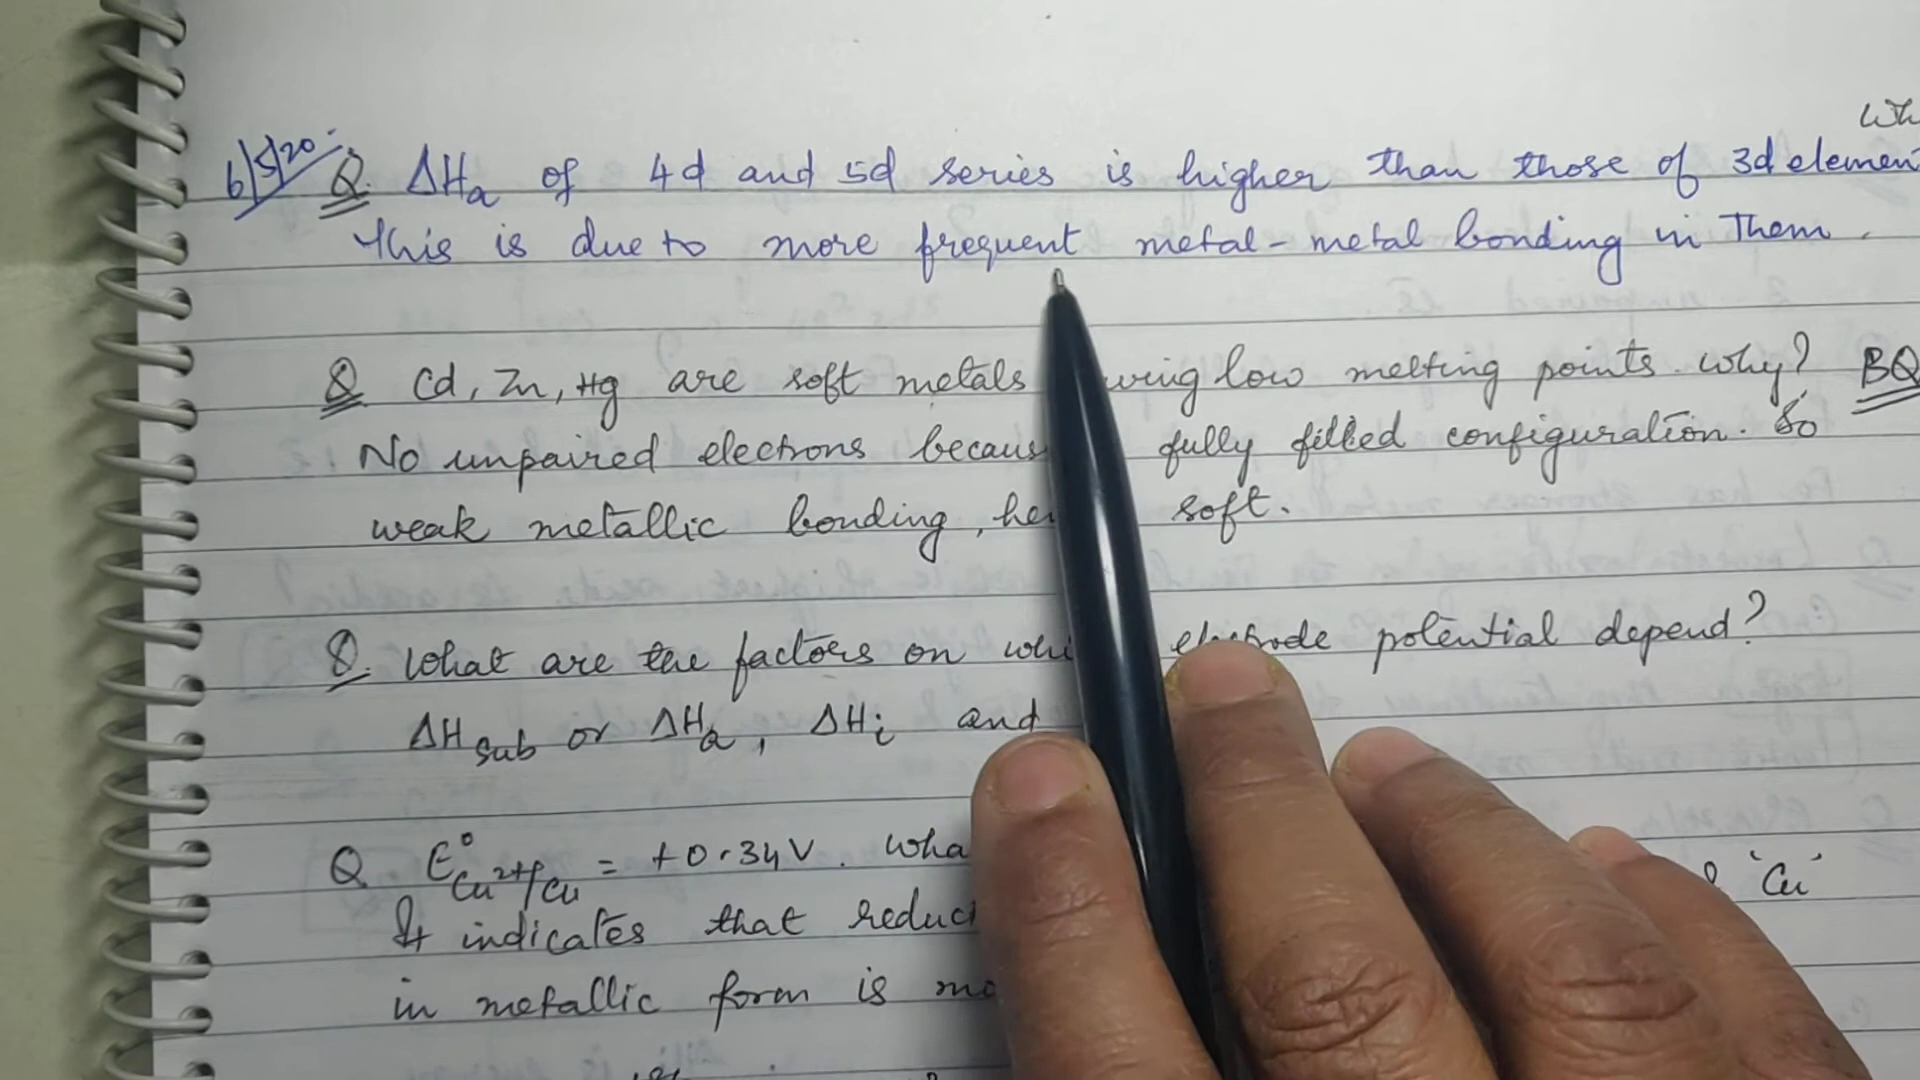 Wh
6/5/20 Q. ΔHa of 4d and 5d series is higher than those of 3d elemen
This is due to more frequent metal-metal bonding in them.
Q Cd, Zn, Hg are soft metals ving low melting points. why? BQ
No unpaired electrons becaus fully filled configuration. So
weak metallic bonding, he soft.
Q. What are the factors on whi electrode potential depend?
ΔHsub or ΔHa, ΔHi and
Q E°Cu²⁺/Cu = +0.34V. Wha 'Cu'
It indicates that reduc
in metallic form is mo